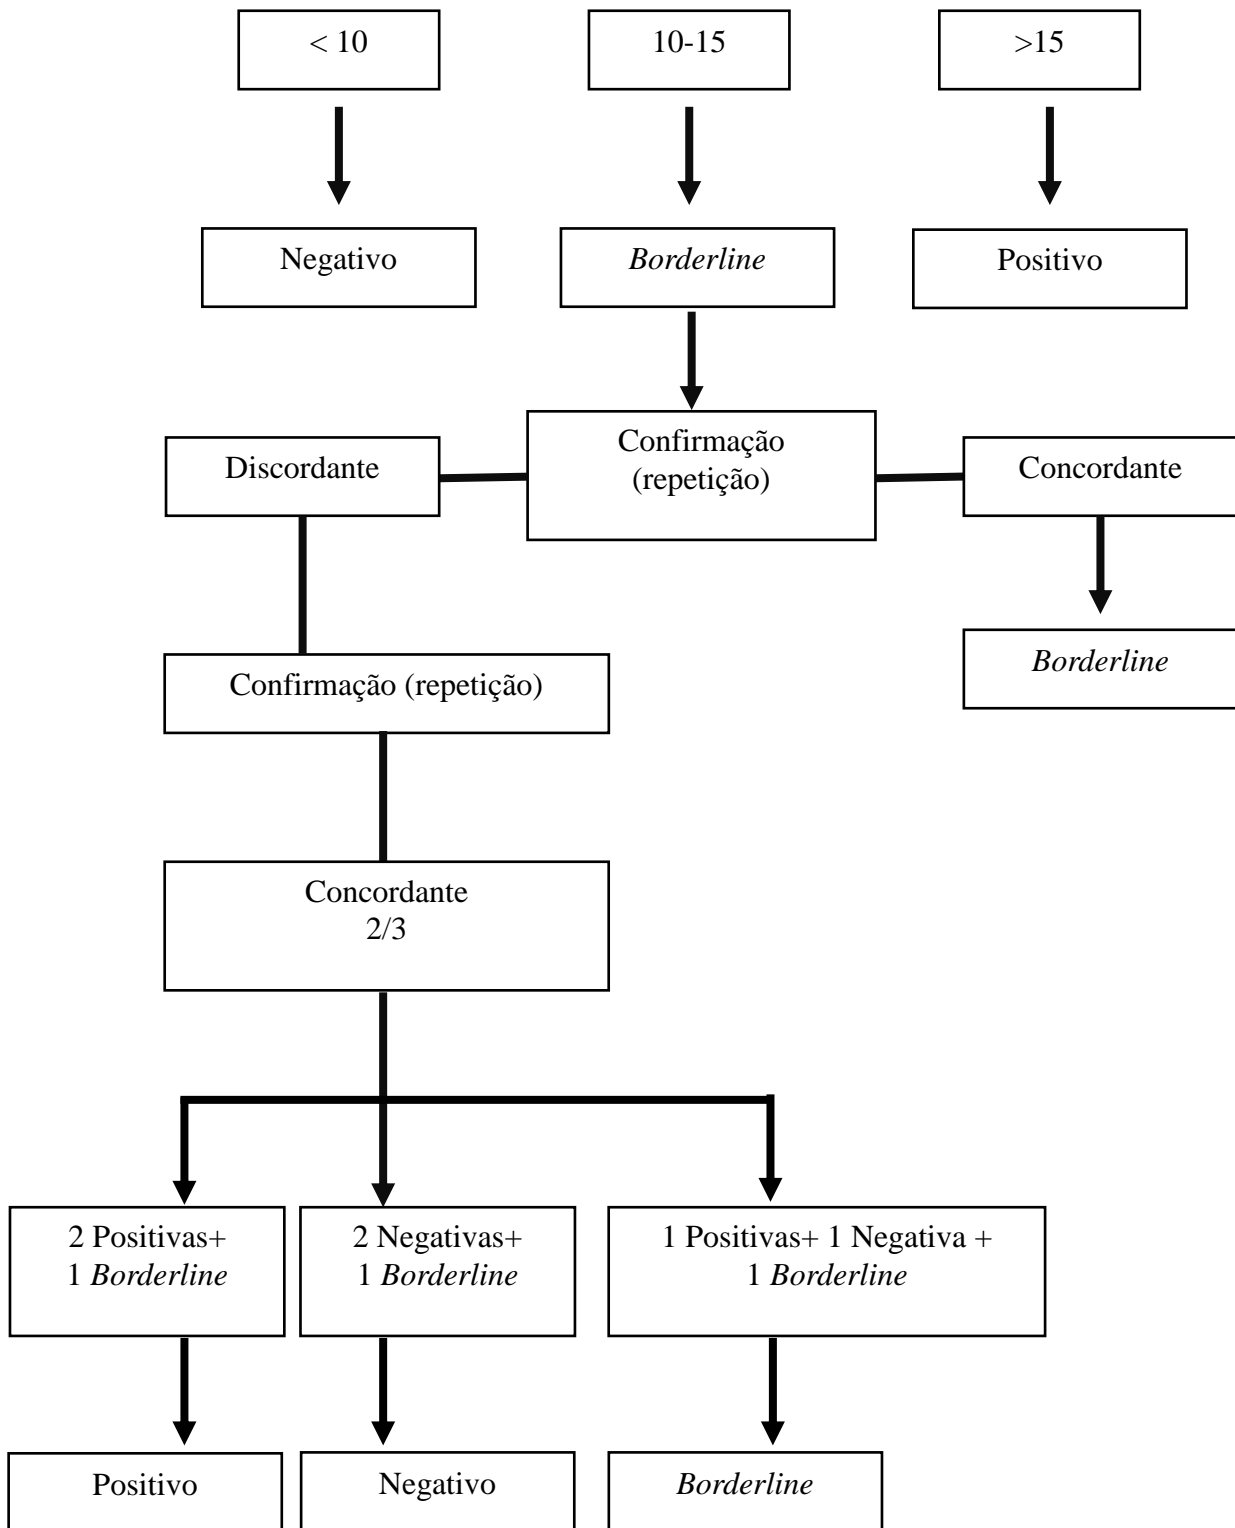 < 10
10-15
>15
Negativo
Borderline
Positivo
Confirmação
(repetição)
Discordante
Concordante
Borderline
Confirmação (repetição)
Concordante
2/3
2 Positivas+
1 Borderline
2 Negativas+
1 Borderline
1 Positivas+ 1 Negativa +
1 Borderline
Positivo
Negativo
Borderline